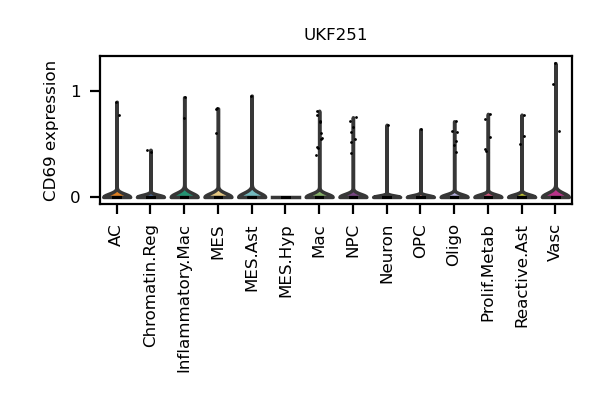 UKF251
CD69 expression
1
0
AC
Chromatin.Reg
Inflammatory.Mac
MES
MES.Ast
MES.Hyp
Mac
NPC
Neuron
OPC
Oligo
Prolif.Metab
Reactive.Ast
Vasc